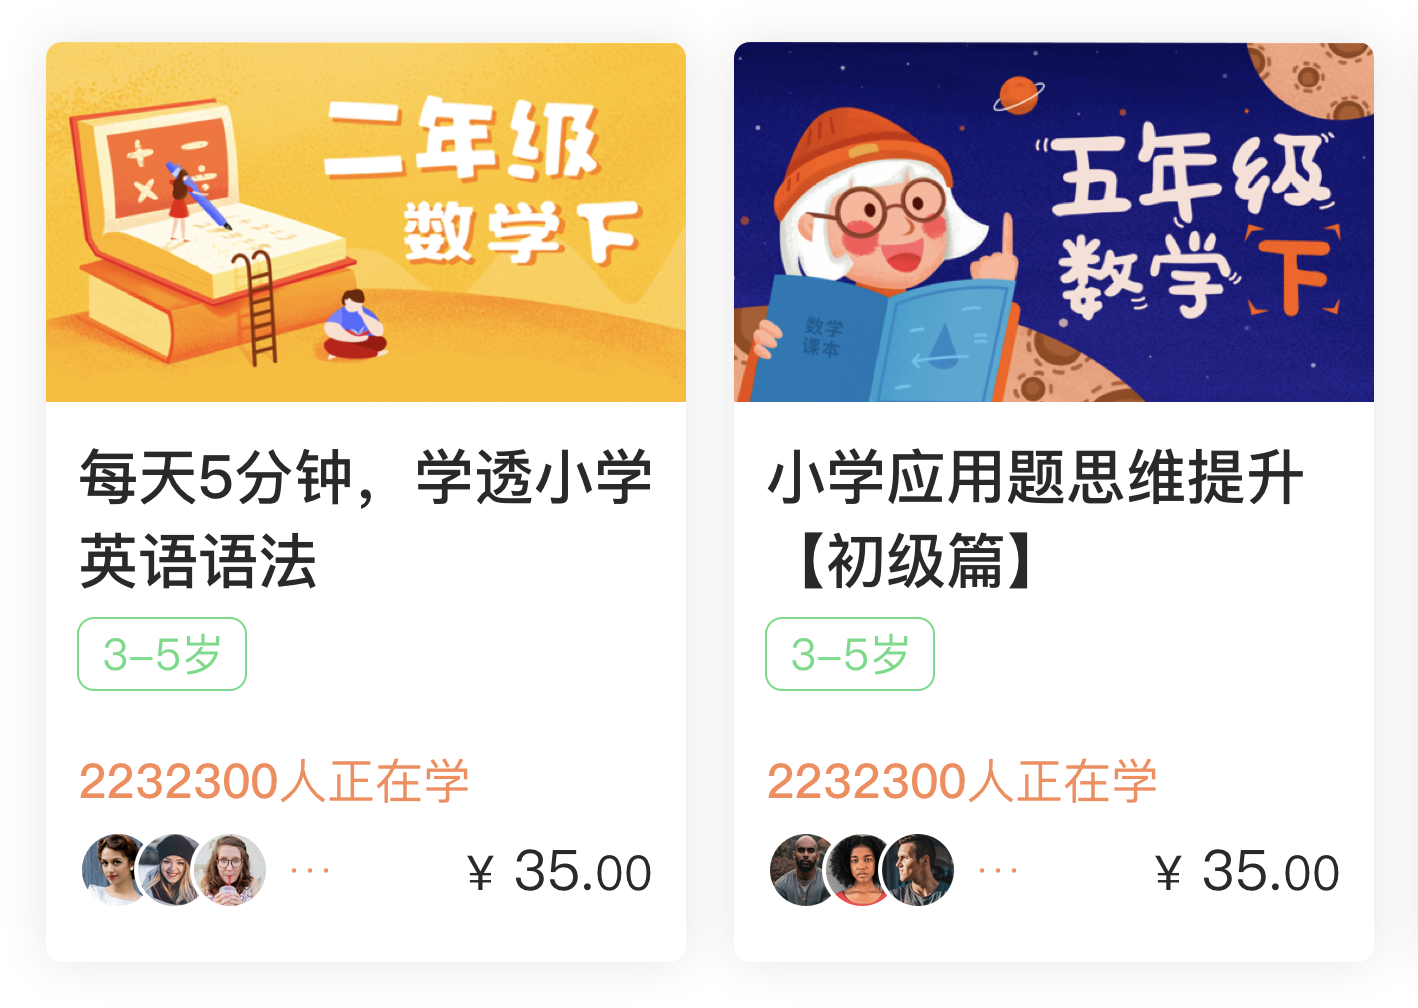 二年级
数学下
每天5分钟，学透小学
英语语法
3-5岁
2232300人正在学
...
¥ 35.00
五年级
数学下
数学
课本
小学应用题思维提升
【初级篇】
3-5岁
2232300人正在学
...
¥ 35.00